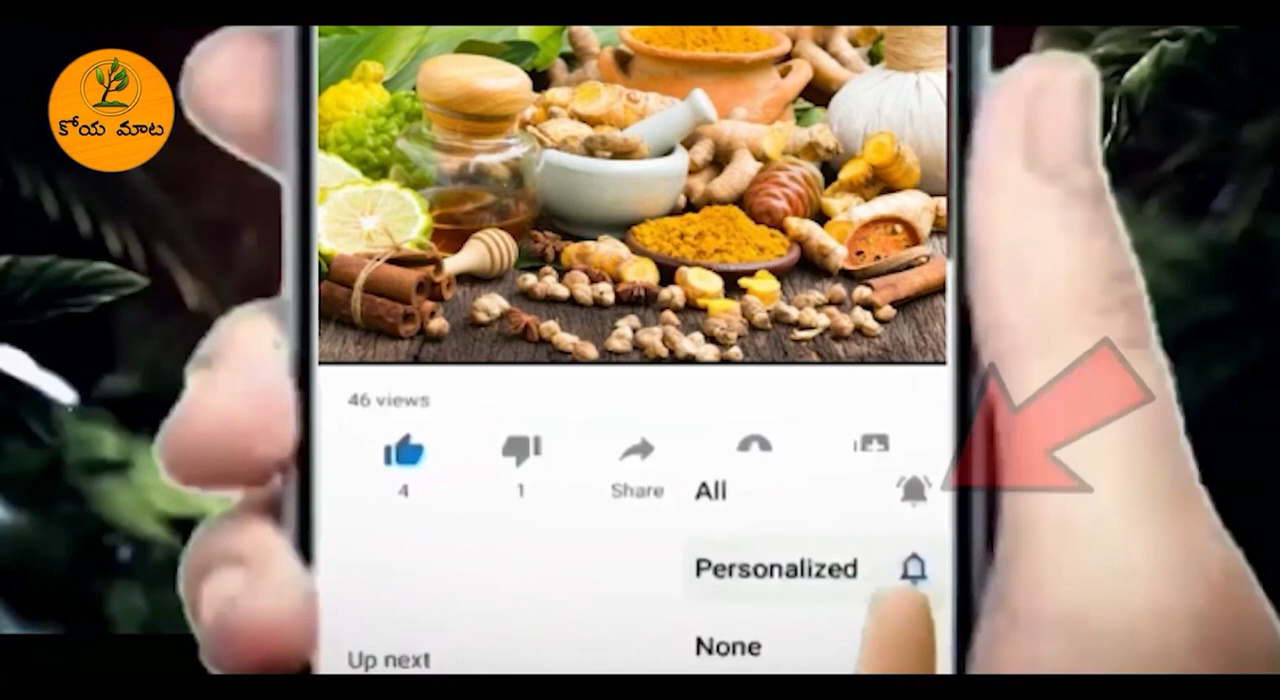 కోయ మాట
46 views
4
1
Share
All
Personalized
None
Up next